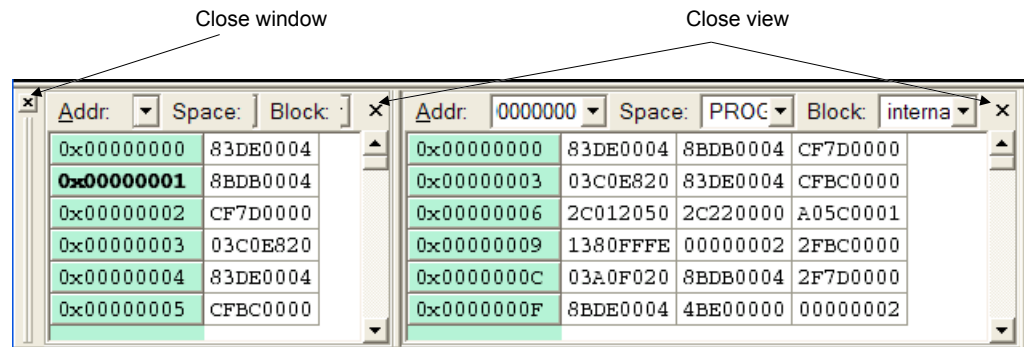 Close window Close view
Addr: Space: Block: Addr: 0000000 Space: PROG Block: interna
0x00000000 83DE0004 0x00000000 83DE0004 8BDB0004 CF7D0000
0x00000001 8BDB0004 0x00000003 03C0E820 83DE0004 CFBC0000
0x00000002 CF7D0000 0x00000006 2C012050 2C220000 A05C0001
0x00000003 03C0E820 0x00000009 1380FFFE 00000002 2FBC0000
0x00000004 83DE0004 0x0000000C 03A0F020 8BDB0004 2F7D0000
0x00000005 CFBC0000 0x0000000F 8BDE0004 4BE00000 00000002